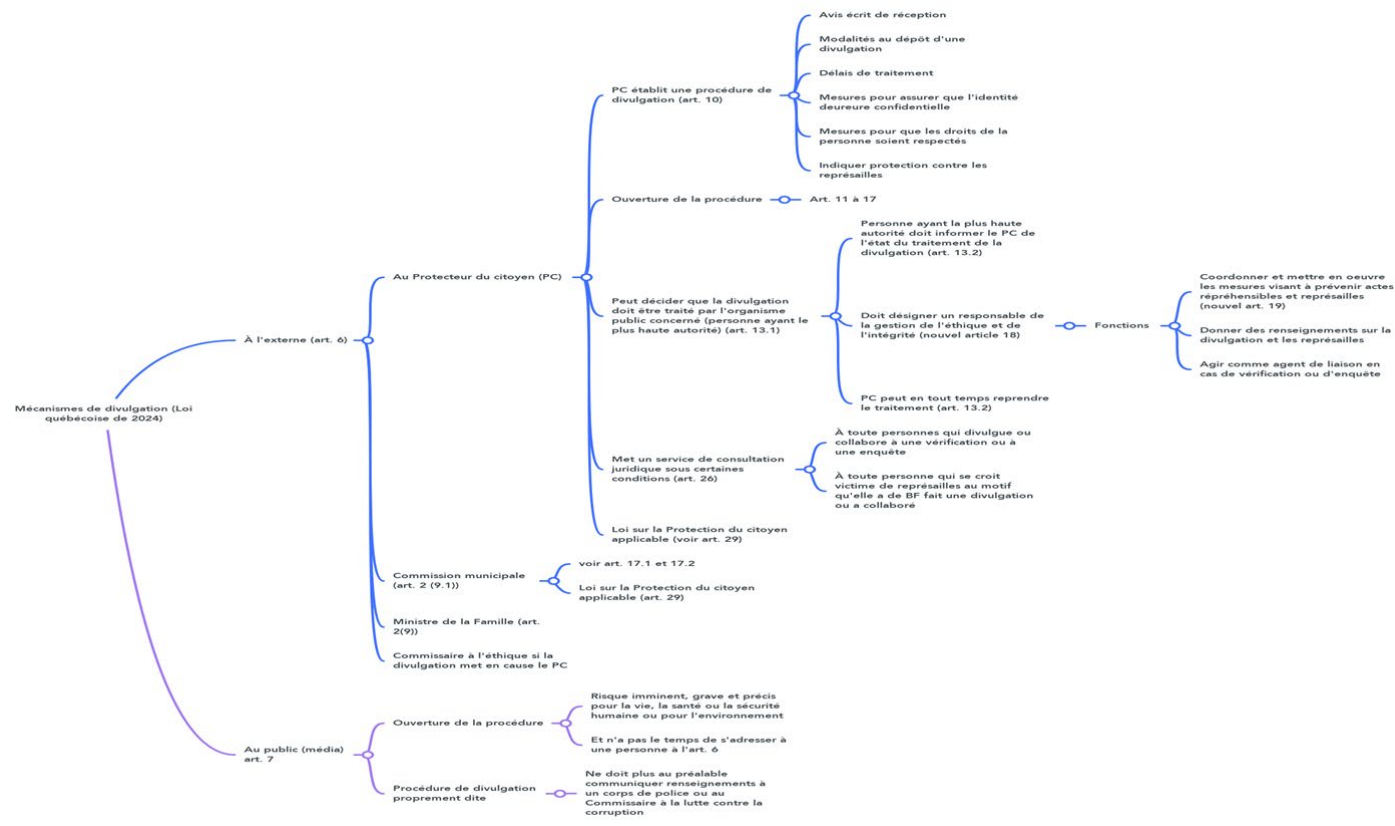 Mécanismes de divulgation (Loi
québécoise de 2024)
À l'externe (art. 6)
Au Protecteur du citoyen (PC)
PC établit une procédure de
divulgation (art. 10)
Avis écrit de réception
Modalités au dépôt d'une
divulgation
Délais de traitement
Mesures pour assurer que l'identité
deureure confidentielle
Mesures pour que les droits de la
personne soient respectés
Indiquer protection contre les
représailles
Ouverture de la procédure
Art. 11 à 17
Peut décider que la divulgation
doit être traité par l'organisme
public concerné (personne ayant le
plus haute autorité) (art. 13.1)
Personne ayant la plus haute
autorité doit informer le PC de
l'état du traitement de la
divulgation (art. 13.2)
Doit désigner un responsable de
la gestion de l'éthique et de
l'intégrité (nouvel article 18)
Fonctions
Coordonner et mettre en oeuvre
les mesures visant à prévenir actes
répréhensibles et représailles
(nouvel art. 19)
Donner des renseignements sur la
divulgation et les représailles
Agir comme agent de liaison en
cas de vérification ou d'enquête
PC peut en tout temps reprendre
le traitement (art. 13.2)
Met un service de consultation
juridique sous certaines
conditions (art. 26)
À toute personnes qui divulgue ou
collabore à une vérification ou à
une enquête
À toute personne qui se croit
victime de représailles au motif
qu'elle a de BF fait une divulgation
ou a collaboré
Loi sur la Protection du citoyen
applicable (voir art. 29)
Commission municipale
(art. 2 (9.1))
voir art. 17.1 et 17.2
Loi sur la Protection du citoyen
applicable (art. 29)
Ministre de la Famille (art.
2(9))
Commissaire à l'éthique si la
divulgation met en cause le PC
Au public (média)
art. 7
Ouverture de la procédure
Risque imminent, grave et précis
pour la vie, la santé ou la sécurité
humaine ou pour l'environnement
Et n'a pas le temps de s'adresser à
une personne à l'art. 6
Procédure de divulgation
proprement dite
Ne doit plus au préalable
communiquer renseignements à
un corps de police ou au
Commissaire à la lutte contre la
corruption